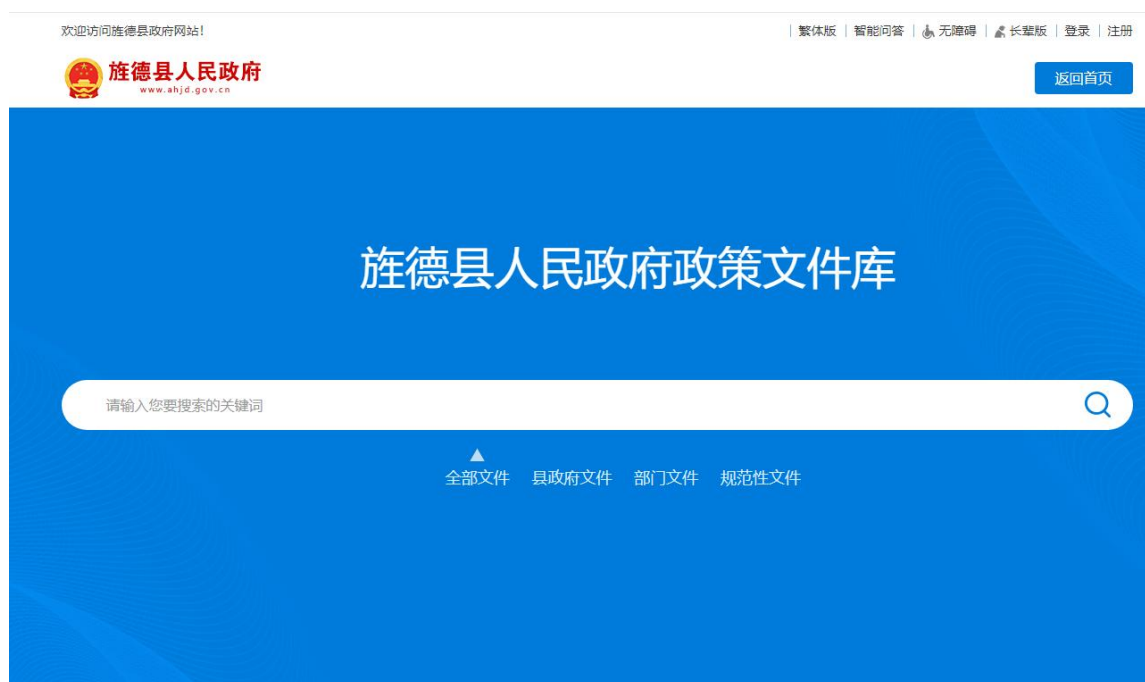 欢迎访问旌德县政府网站！
繁体版 智能问答 无障碍 长辈版 登录 注册
旌德县人民政府
www.ahjd.gov.cn
返回首页
旌德县人民政府政策文件库
请输入您要搜索的关键词
全部文件 县政府文件 部门文件 规范性文件